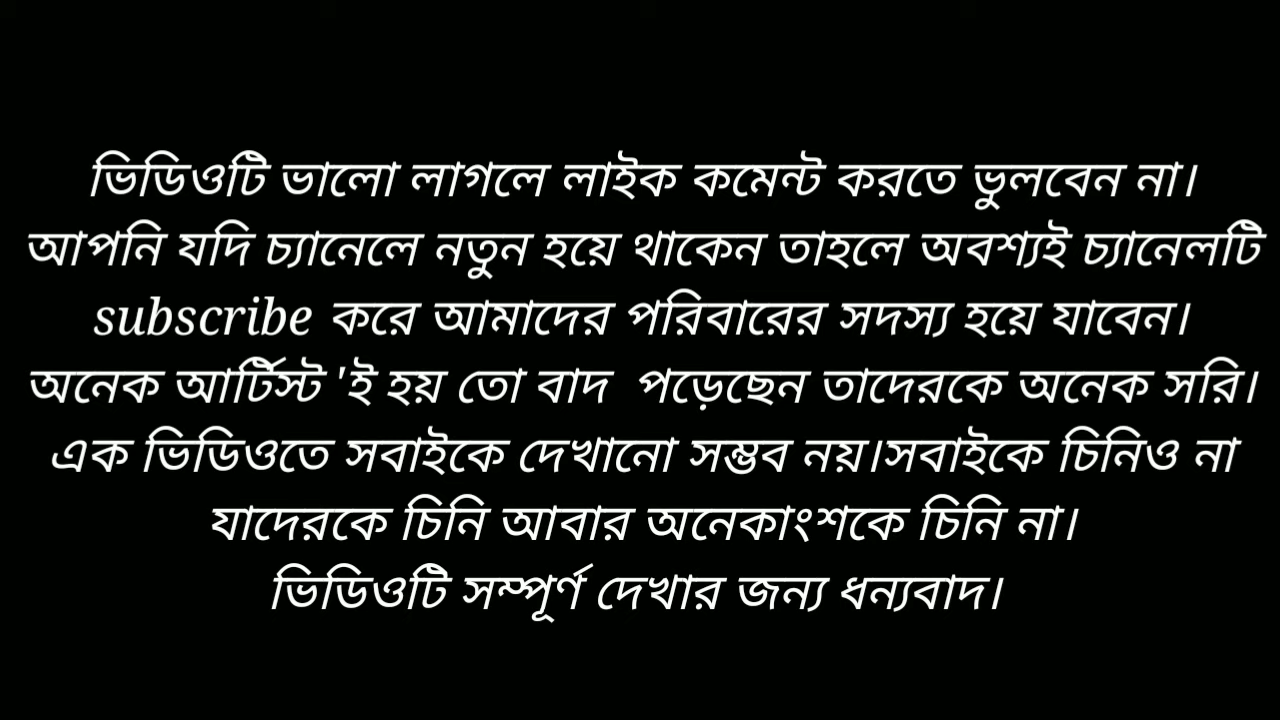 ভিডিওটি ভালো লাগলে লাইক কমেন্ট করতে ভুলবেন না।
আপনি যদি চ্যানেলে নতুন হয়ে থাকেন তাহলে অবশ্যই চ্যানেলটি
subscribe করে আমাদের পরিবারের সদস্য হয়ে যাবেন।
অনেক আর্টিস্ট 'ই হয় তো বাদ পড়েছেন তাদেরকে অনেক সরি।
এক ভিডিওতে সবাইকে দেখানো সম্ভব নয়।সবাইকে চিনিও না
যাদেরকে চিনি আবার অনেকাংশকে চিনি না।
ভিডিওটি সম্পূর্ণ দেখার জন্য ধন্যবাদ।